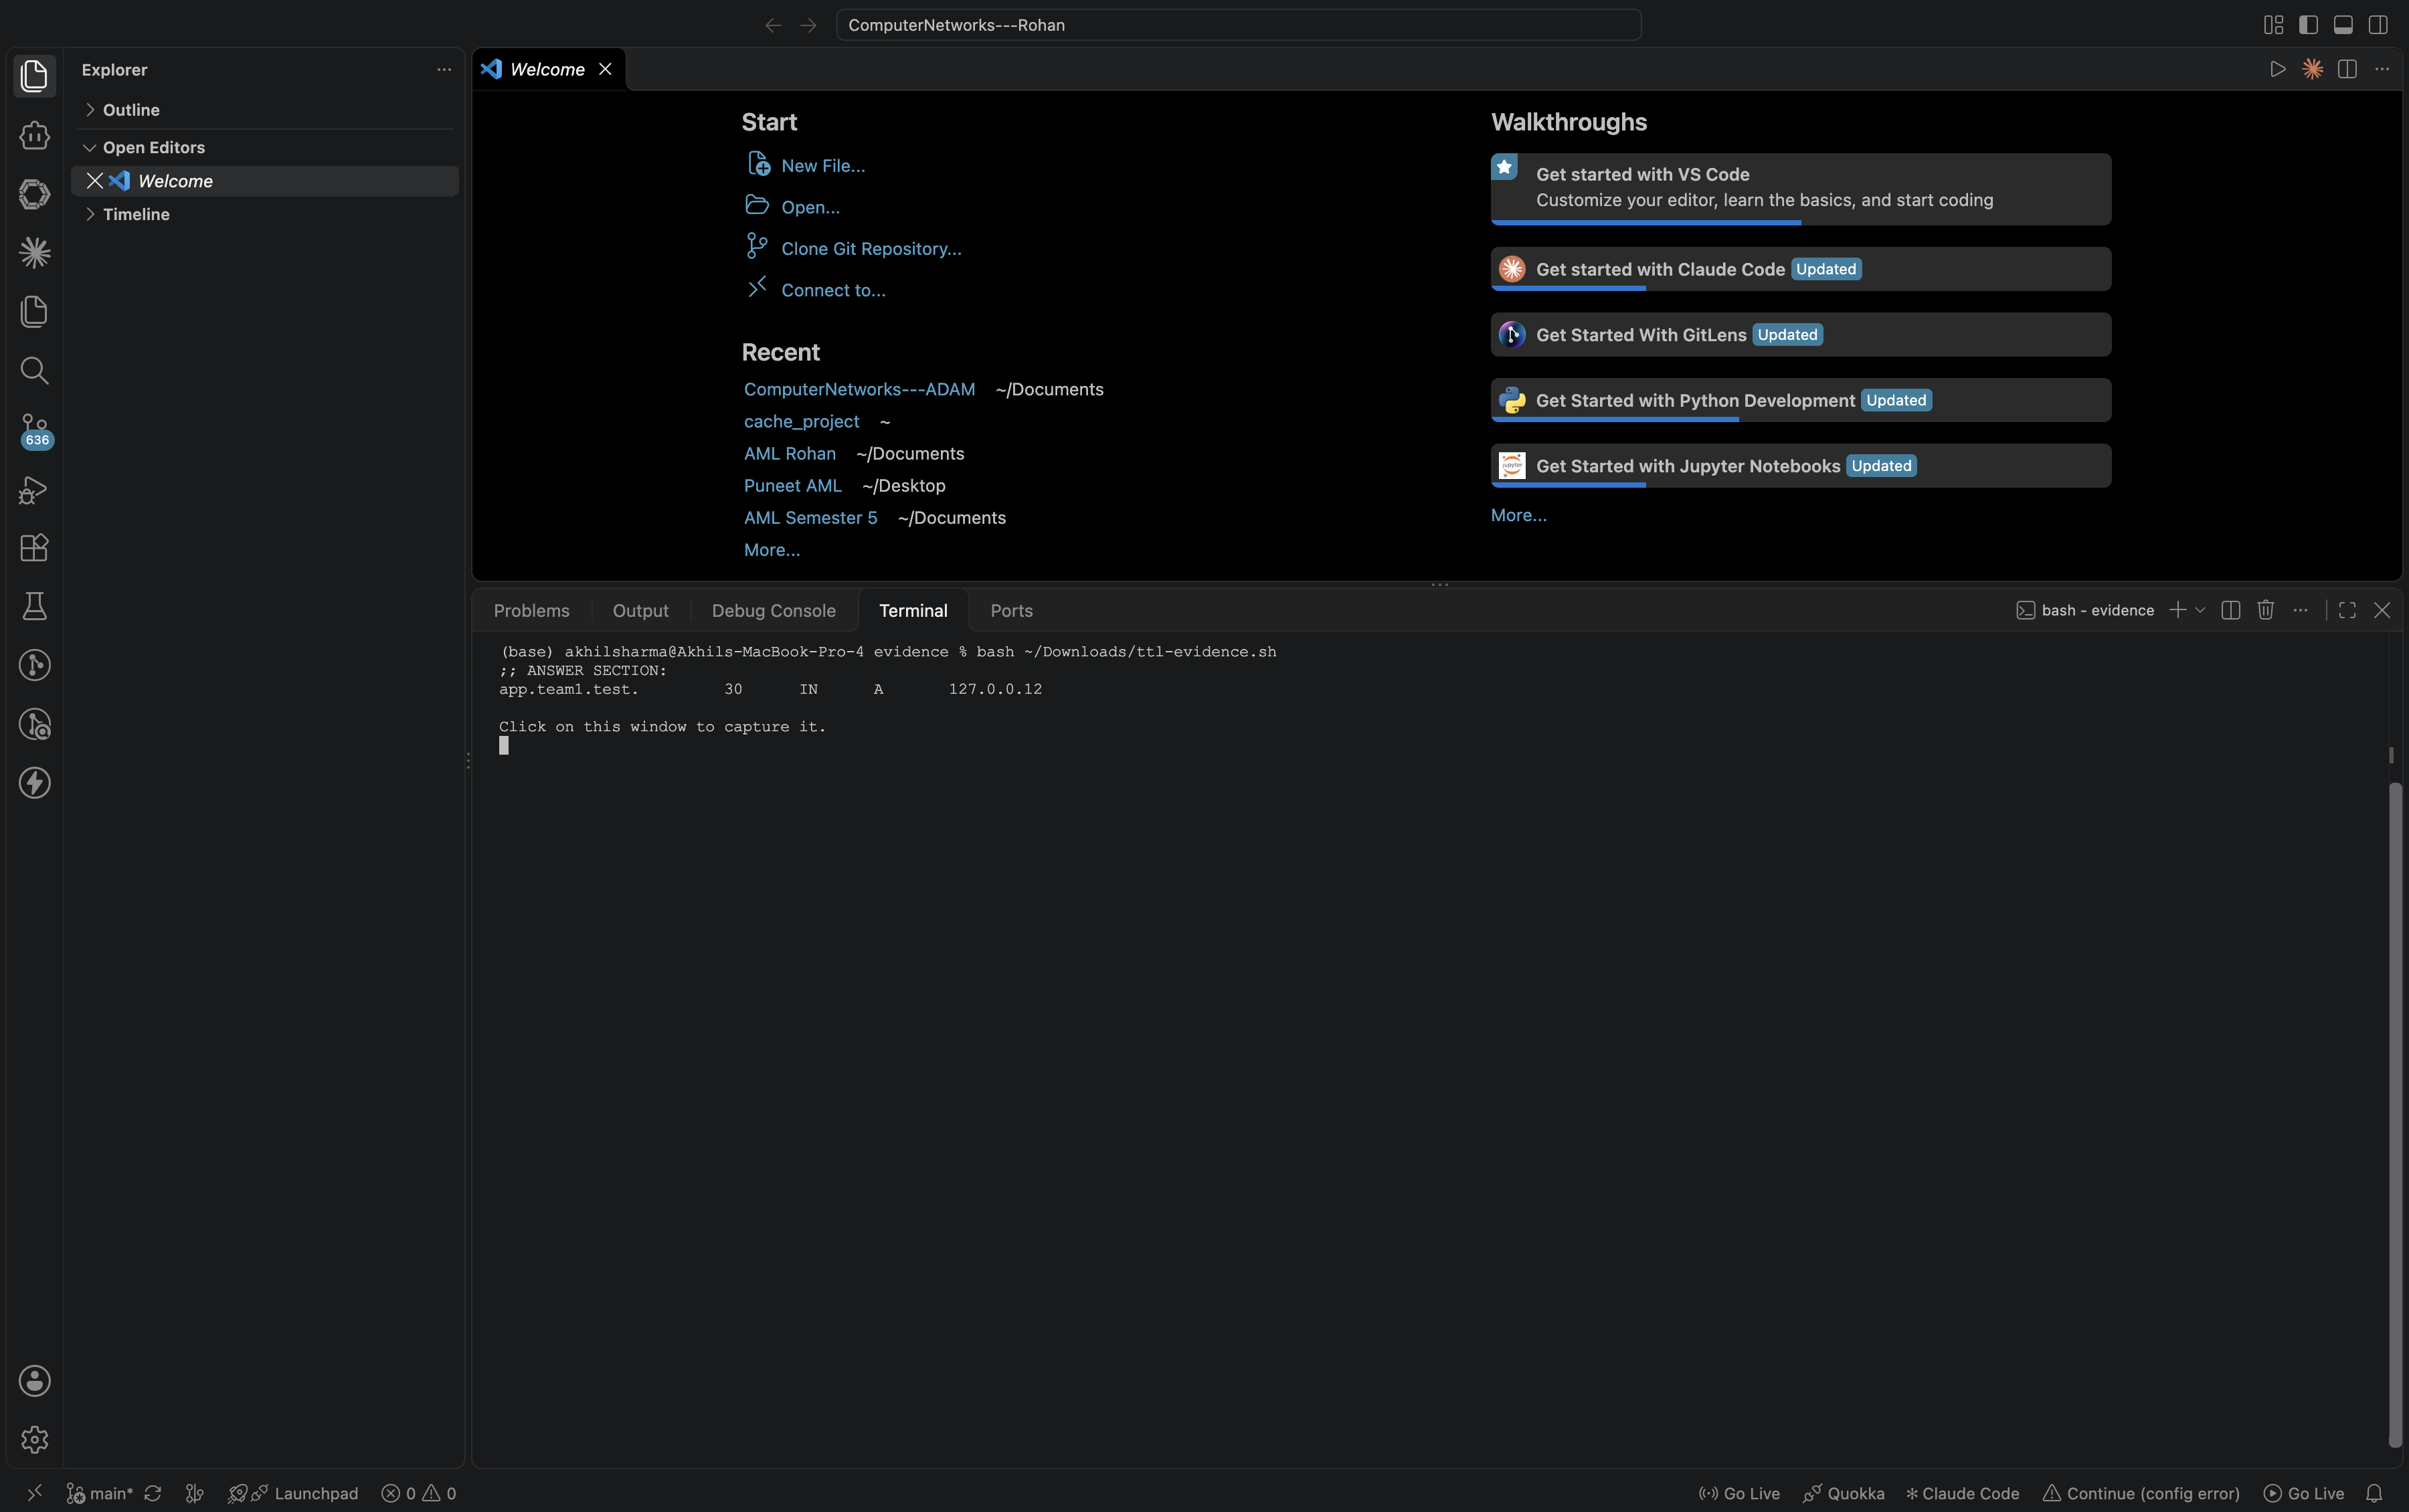 ComputerNetworks---Rohan
Explorer
Outline
Open Editors
Welcome
Timeline
636
Welcome
Start
New File...
Open...
Clone Git Repository...
Connect to...
Recent
ComputerNetworks---ADAM ~/Documents
cache_project ~
AML Rohan ~/Documents
Puneet AML ~/Desktop
AML Semester 5 ~/Documents
More...
Walkthroughs
Get started with VS Code
Customize your editor, learn the basics, and start coding
Get started with Claude Code Updated
Get Started With GitLens Updated
Get Started with Python Development Updated
jupyter
Get Started with Jupyter Notebooks Updated
More...
Problems Output Debug Console Terminal Ports
bash - evidence
(base) akhilsharma@Akhils-MacBook-Pro-4 evidence % bash ~/Downloads/ttl-evidence.sh
;; ANSWER SECTION:
app.team1.test. 30 IN A 127.0.0.12
Click on this window to capture it.
main* Launchpad 0 0
Go Live Quokka Claude Code Continue (config error) Go Live